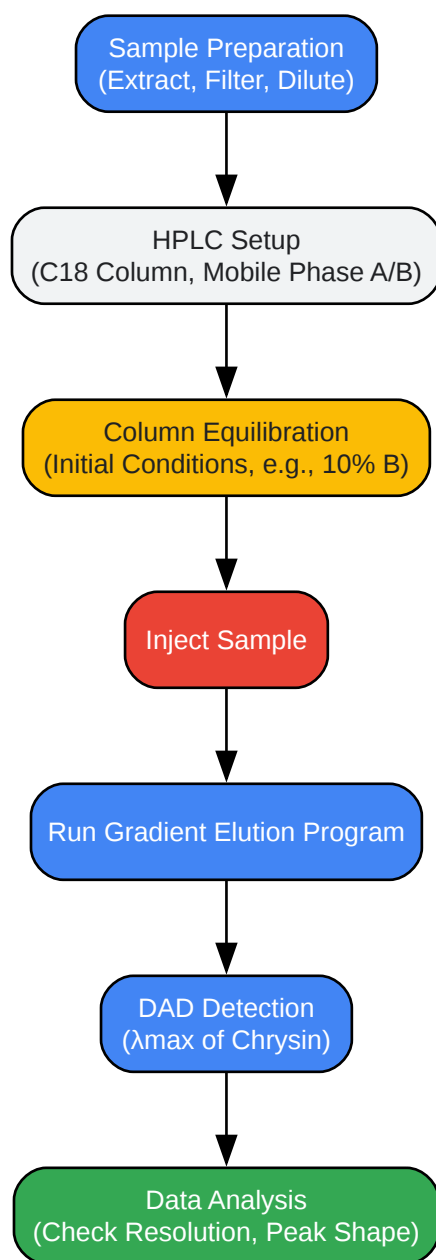 Sample Preparation
(Extract, Filter, Dilute)
HPLC Setup
(C18 Column, Mobile Phase A/B)
Column Equilibration
(Initial Conditions, e.g., 10% B)
Inject Sample
Run Gradient Elution Program
DAD Detection
(λmax of Chrysin)
Data Analysis
(Check Resolution, Peak Shape)